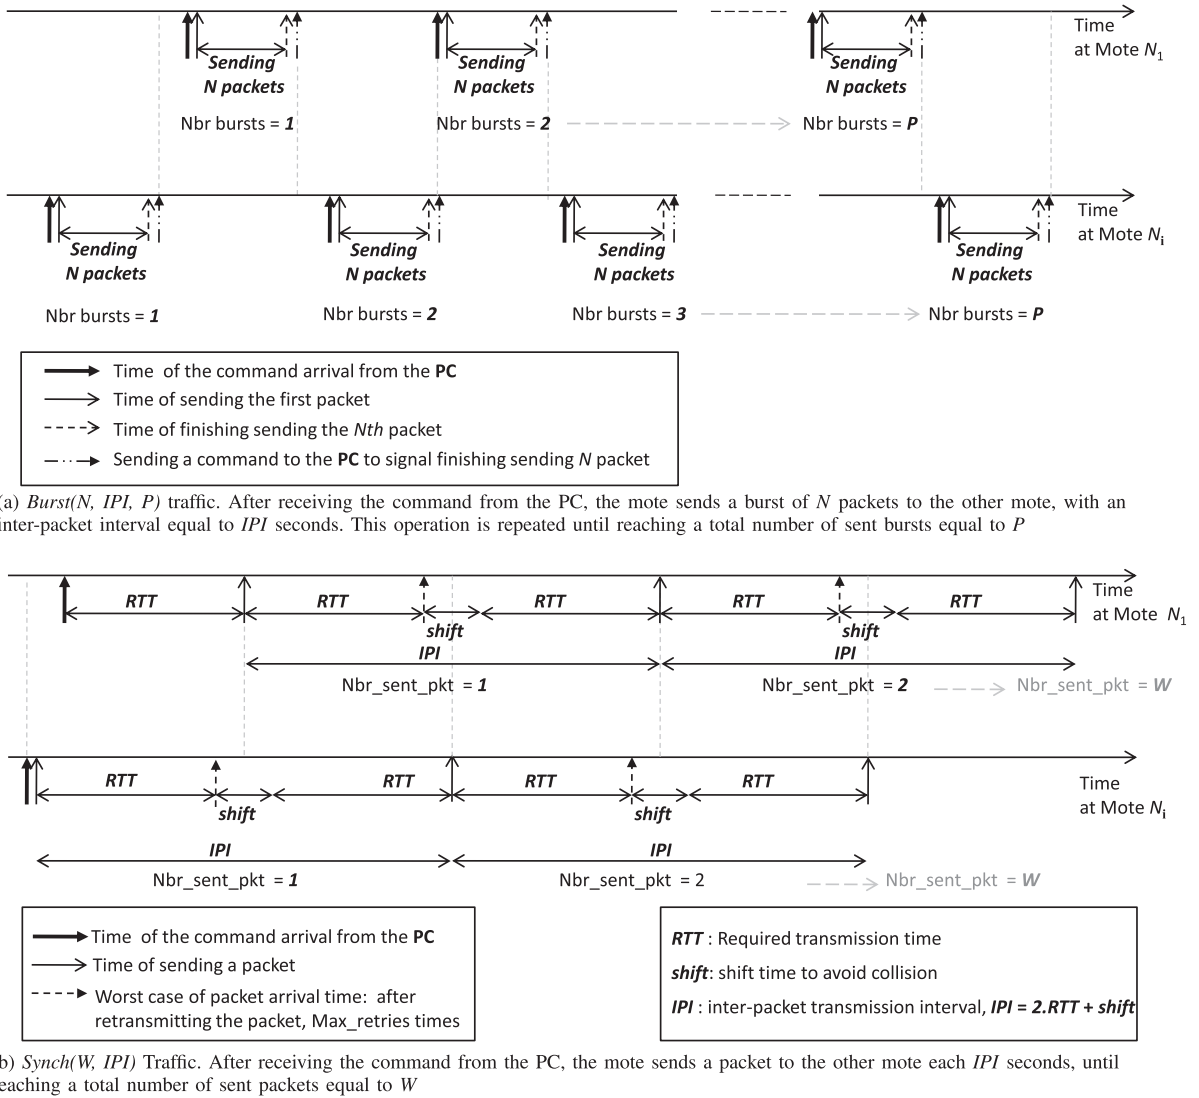 Time
at Mote N1
Sending
N packets
Sending
N packets
Sending
N packets
Nbr bursts = 1
Nbr bursts = 2
Nbr bursts = P
Time
at Mote Ni
Sending
N packets
Sending
N packets
Sending
N packets
Sending
N packets
Nbr bursts = 1
Nbr bursts = 2
Nbr bursts = 3
Nbr bursts = P
Time of the command arrival from the PC
Time of sending the first packet
Time of finishing sending the Nth packet
Sending a command to the PC to signal finishing sending N packet
(a) Burst(N, IPI, P) traffic. After receiving the command from the PC, the mote sends a burst of N packets to the other mote, with an
inter-packet interval equal to IPI seconds. This operation is repeated until reaching a total number of sent bursts equal to P
RTT
RTT
RTT
RTT
RTT
Time
at Mote N1
shift
shift
IPI
IPI
Nbr_sent_pkt = 1
Nbr_sent_pkt = 2
Nbr_sent_pkt = W
RTT
RTT
RTT
RTT
Time
at Mote Ni
shift
shift
IPI
IPI
Nbr_sent_pkt = 1
Nbr_sent_pkt = 2
Nbr_sent_pkt = W
Time of the command arrival from the PC
Time of sending a packet
Worst case of packet arrival time: after
retransmitting the packet, Max_retries times
RTT : Required transmission time
shift: shift time to avoid collision
IPI : inter-packet transmission interval, IPI = 2.RTT + shift
b) Synch(W, IPI) Traffic. After receiving the command from the PC, the mote sends a packet to the other mote each IPI seconds, until
eaching a total number of sent packets equal to W